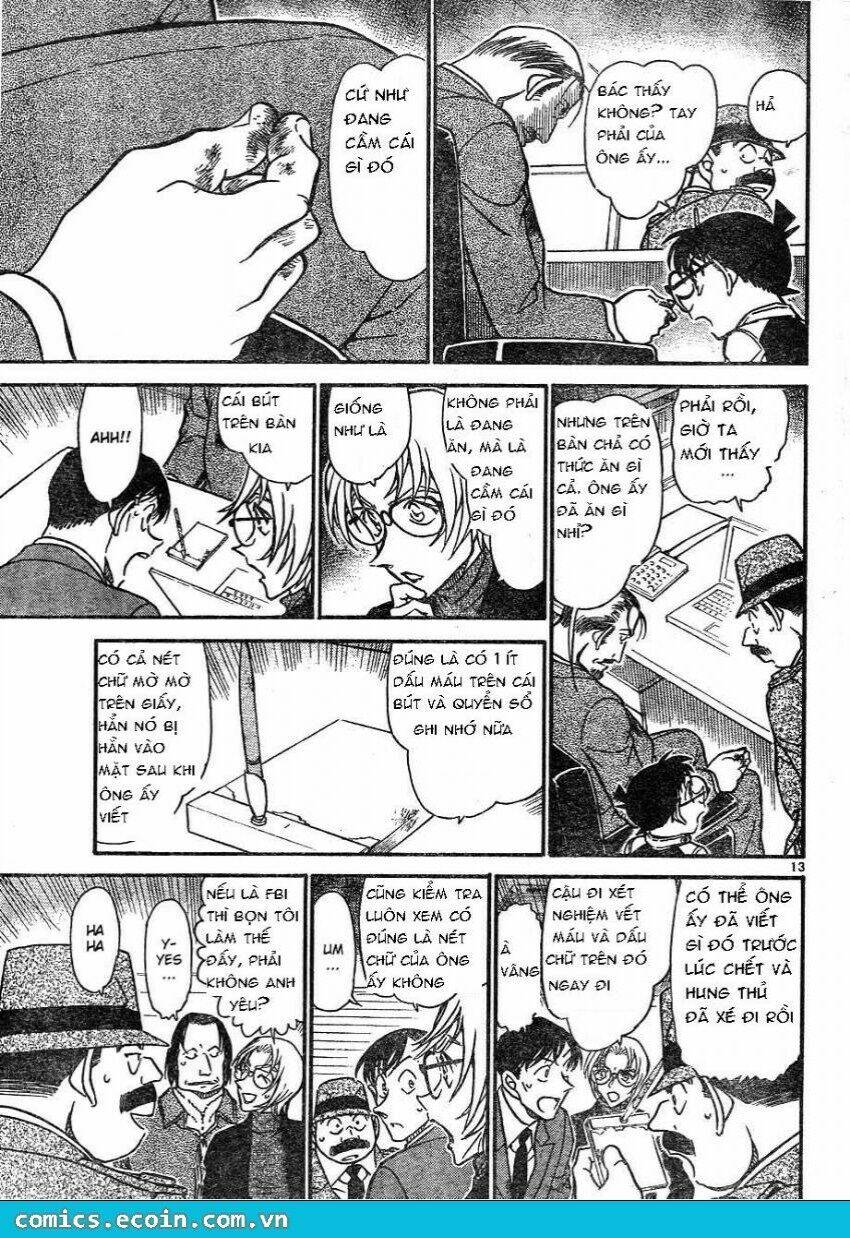 BÁC THẤY
KHÔNG? TAY
PHẢI CỦA
ÔNG ẤY...
HẢ
CỨ NHƯ
ĐANG
CẦM CÁI
GÌ ĐÓ
PHẢI RỒI,
GIỜ TA
MỚI THẤY
...
NHƯNG TRÊN
BÀN CHẢ CÓ
THỨC ĂN GÌ
CẢ. ÔNG ẤY
ĐÃ ĂN GÌ
NHỈ?
KHÔNG PHẢI
LÀ ĐANG
ĂN, MÀ LÀ
ĐANG
CẦM CÁI
GÌ ĐÓ
GIỐNG
NHƯ LÀ
CÁI BÚT
TRÊN BÀN
KIA
AHH!!
ĐÚNG LÀ CÓ 1 ÍT
DẤU MÁU TRÊN CÁI
BÚT VÀ QUYỂN SỔ
GHI NHỚ NỮA
CÓ CẢ NÉT
CHỮ MỜ MỜ
TRÊN GIẤY,
HẲN NÓ BỊ
HẰN VÀO
MẶT SAU KHI
ÔNG ẤY
VIẾT
13
CÓ THỂ ÔNG
ẤY ĐÃ VIẾT
GÌ ĐÓ TRƯỚC
LÚC CHẾT VÀ
HUNG THỦ
ĐÃ XÉ ĐI RỒI
CẬU ĐI XÉT
NGHIỆM VẾT
MÁU VÀ DẤU
CHỮ TRÊN ĐÓ
NGAY ĐI
À
VÂNG
CŨNG KIỂM TRA
LUÔN XEM CÓ
ĐÚNG LÀ NÉT
CHỮ CỦA ÔNG
ẤY KHÔNG
UM
...
NẾU LÀ FBI
THÌ BỌN TÔI
LÀM THẾ
ĐẤY, PHẢI
KHÔNG ANH
YÊU?
Y-
YES
...
HA
HA
comics.ecoin.com.vn